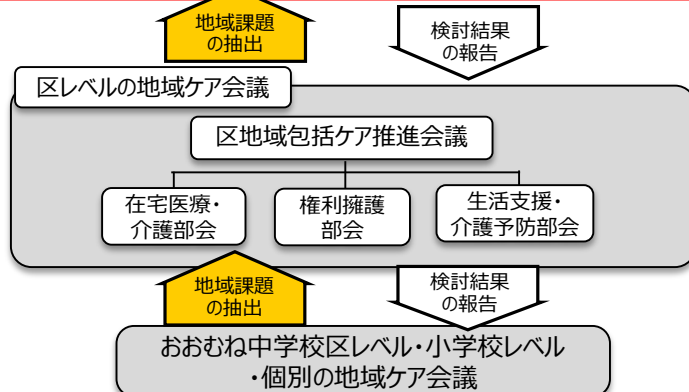 地域課題
の抽出
検討結果
の報告
区レベルの地域ケア会議
区地域包括ケア推進会議
在宅医療・
介護部会
権利擁護
部会
生活支援・
介護予防部会
地域課題
の抽出
検討結果
の報告
おおむね中学校区レベル・小学校レベル
・個別の地域ケア会議